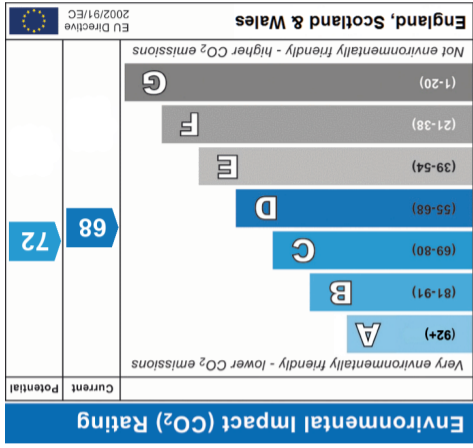 Environmental Impact (CO₂) Rating
Current Potential
Very environmentally friendly - lower CO₂ emissions
(92+) A
(81-91) B
(69-80) C
72
(55-68) D
68
(39-54) E
(21-38) F
(1-20) G
Not environmentally friendly - higher CO₂ emissions
England, Scotland & Wales
EU Directive
2002/91/EC